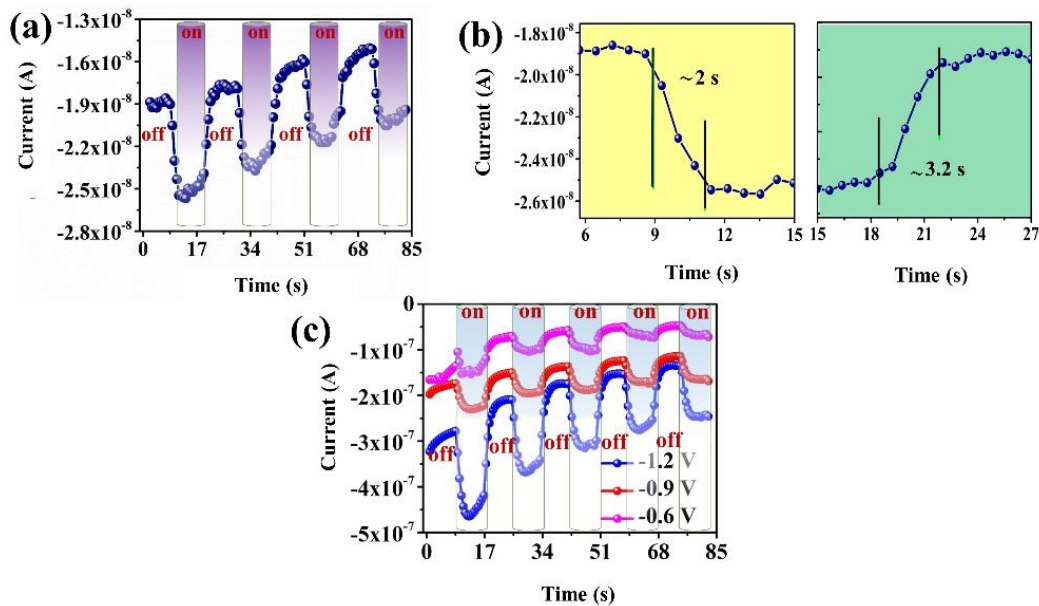 (a)
Current (A)
-1.3x10⁻⁸
-1.6x10⁻⁸
-1.9x10⁻⁸
-2.2x10⁻⁸
-2.5x10⁻⁸
-2.8x10⁻⁸
on on on on
off off off off
0 17 34 51 68 85
Time (s)
(b)
Current (A)
-1.8x10⁻⁸
-2.0x10⁻⁸
-2.2x10⁻⁸
-2.4x10⁻⁸
-2.6x10⁻⁸
~2 s
6 9 12 15
Time (s)
~3.2 s
15 18 21 24 27
Time (s)
(c)
Current (A)
0
-1x10⁻⁷
-2x10⁻⁷
-3x10⁻⁷
-4x10⁻⁷
-5x10⁻⁷
on on on on on
off off off off off
-1.2 V
-0.9 V
-0.6 V
0 17 34 51 68 85
Time (s)